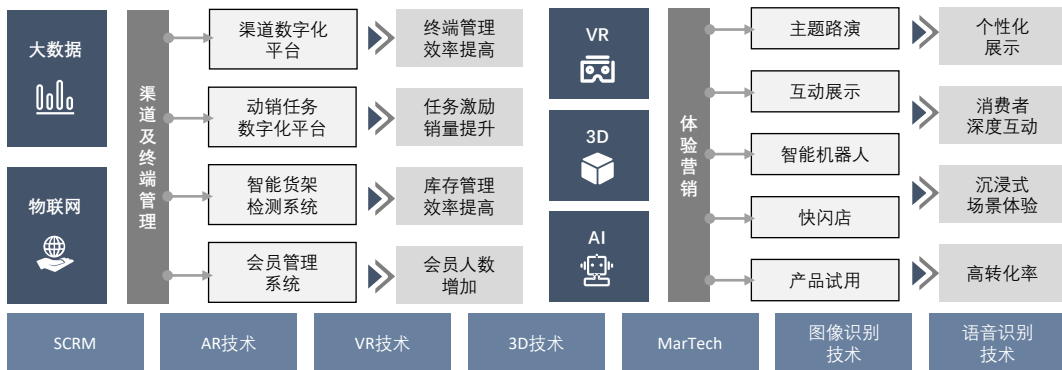 大数据
物联网
渠道及终端管理
渠道数字化
平台
终端管理
效率提高
动销任务
数字化平台
任务激励
销量提升
智能货架
检测系统
库存管理
效率提高
会员管理
系统
会员人数
增加
VR
3D
AI
体验营销
主题路演
互动展示
智能机器人
快闪店
产品试用
个性化
展示
消费者
深度互动
沉浸式
场景体验
高转化率
SCRM
AR技术
VR技术
3D技术
MarTech
图像识别
技术
语音识别
技术